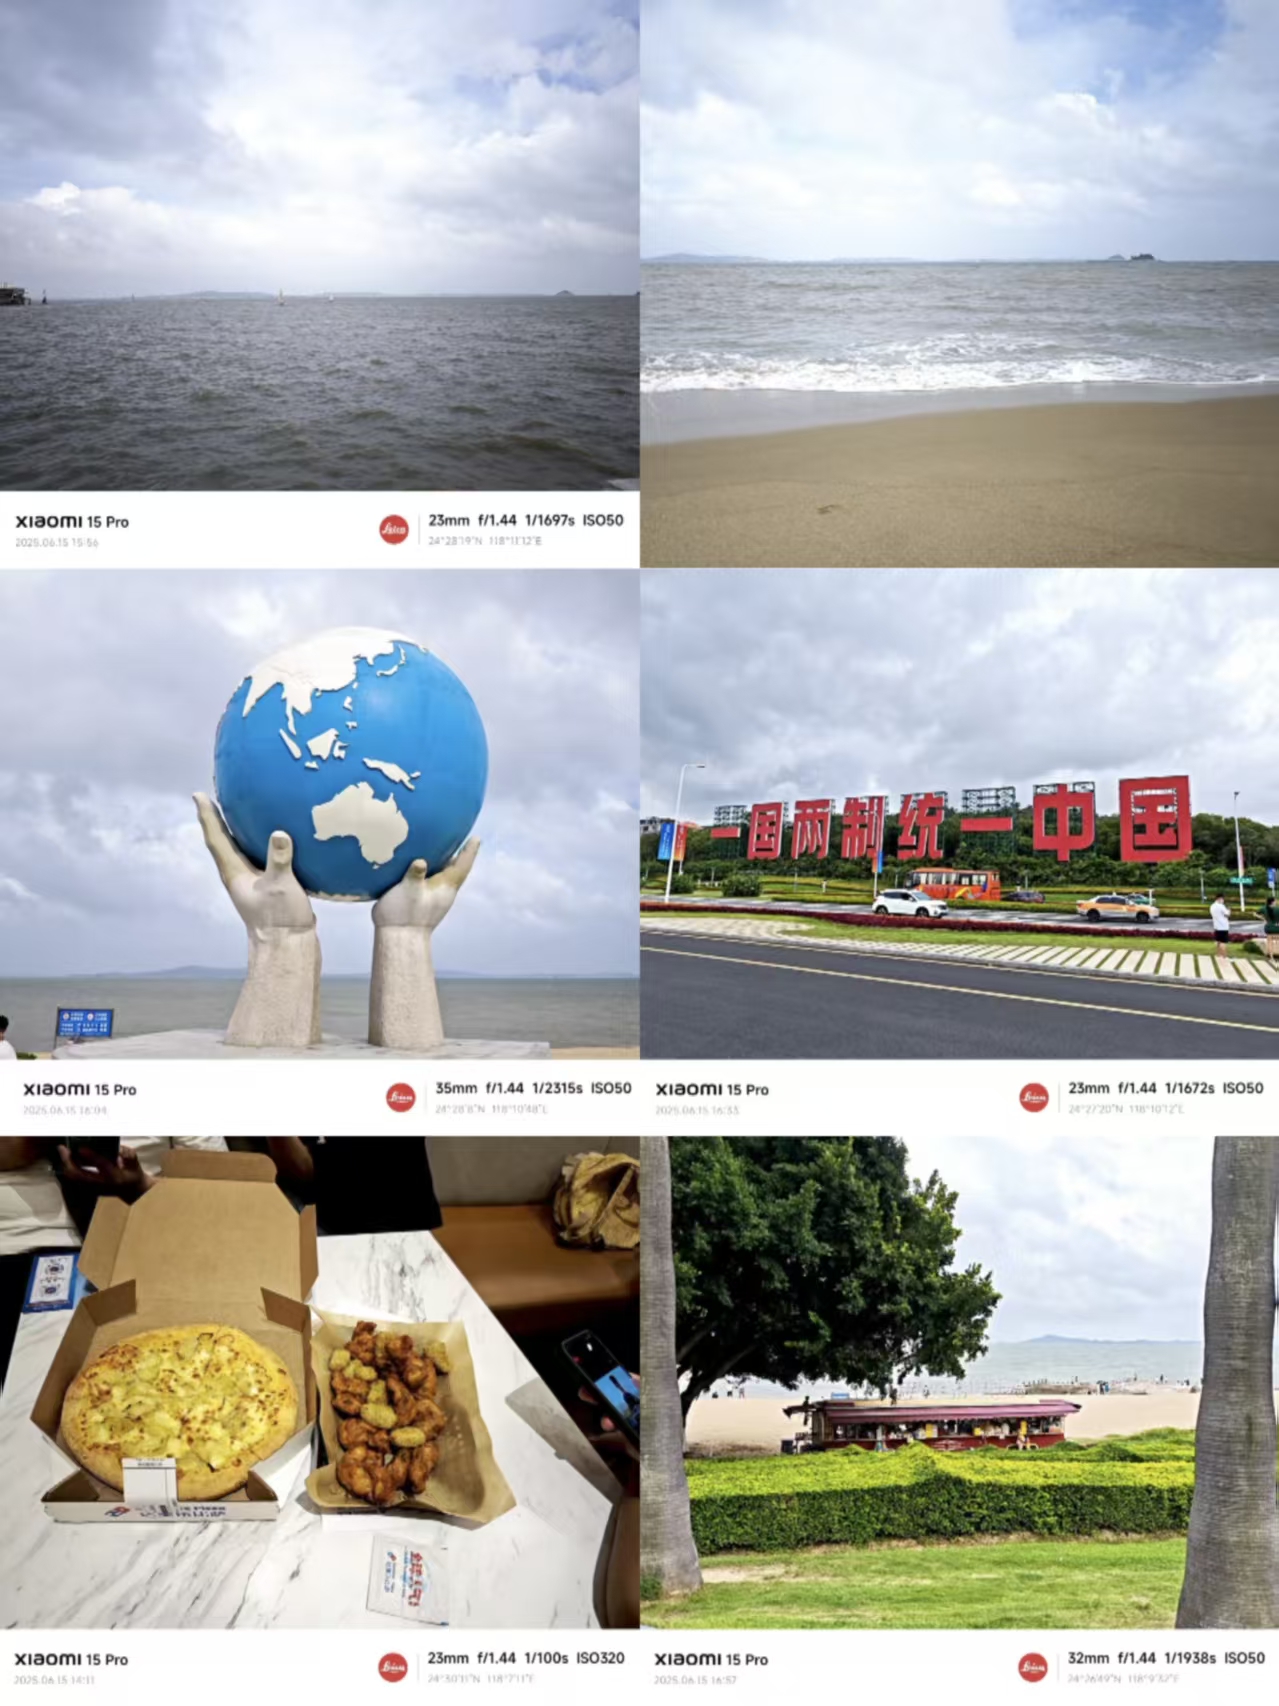 XIAOMI 15 Pro
2025.06.15 15:56
Leica
23mm f/1.44 1/1697s ISO50
24°28'19"N 118°11'12"E
XIAOMI 15 Pro
2025.06.15 16:04
Leica
35mm f/1.44 1/2315s ISO50
24°28'8"N 118°10'48"E
一国两制统一中国
XIAOMI 15 Pro
2025.06.15 16:33
Leica
23mm f/1.44 1/1672s ISO50
24°27'20"N 118°10'12"E
XIAOMI 15 Pro
2025.06.15 14:11
Leica
23mm f/1.44 1/100s ISO320
24°30'11"N 118°7'11"E
XIAOMI 15 Pro
2025.06.15 16:57
Leica
32mm f/1.44 1/1938s ISO50
24°26'49"N 118°9'32"E